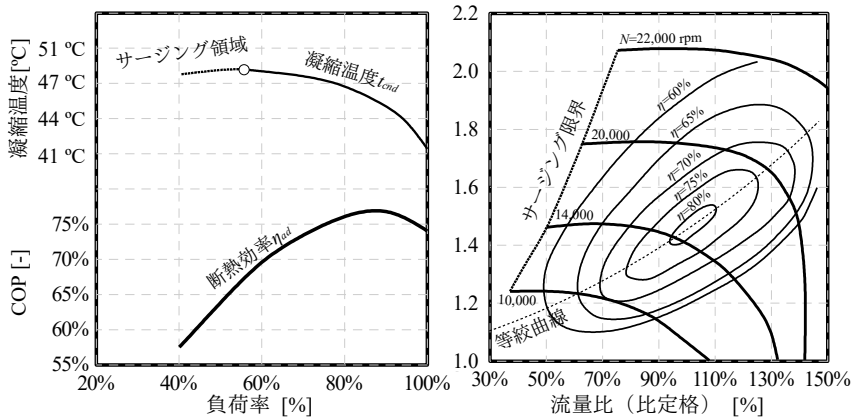 凝縮温度[ºC]
51 ºC
47 ºC
44 ºC
41 ºC
サージング領域
凝縮温度tcnd
COP [-]
75%
70%
65%
60%
55%
断熱効率ηad
20%
40%
60%
80%
100%
負荷率 [%]
2.2
2.0
1.8
1.6
1.4
1.2
1.0
N=22,000 rpm
20,000
14,000
10,000
サージング限界
η=60%
η=65%
η=70%
η=75%
η=80%
等絞曲線
30%
50%
70%
90%
110%
130%
150%
流量比（比定格） [%]